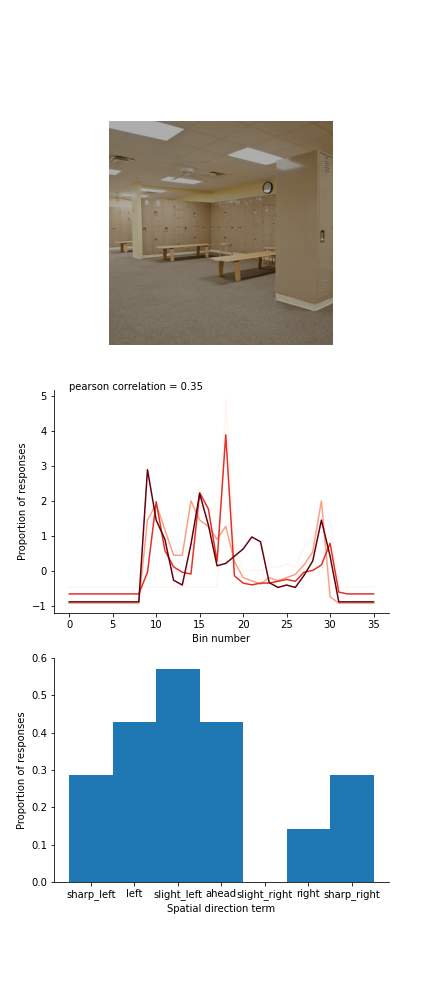 pearson correlation = 0.35
5
4
3
2
1
0
−1
Proportion of responses
0 5 10 15 20 25 30 35
Bin number
0.6
0.5
0.4
0.3
0.2
0.1
0.0
Proportion of responses
sharp_left left slight_left ahead slight_right right sharp_right
Spatial direction term